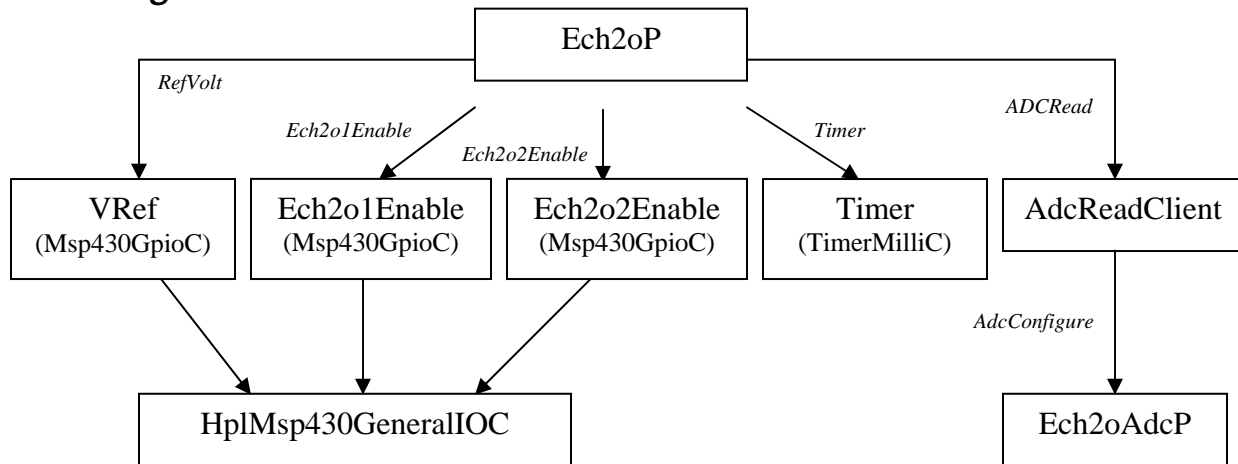 Ech2oP
RefVolt
ADCRead
Ech2o1Enable
Timer
Ech2o2Enable
VRef
(Msp430GpioC)
Ech2o1Enable
(Msp430GpioC)
Ech2o2Enable
(Msp430GpioC)
Timer
(TimerMilliC)
AdcReadClient
AdcConfigure
HplMsp430GeneralIOC
Ech2oAdcP